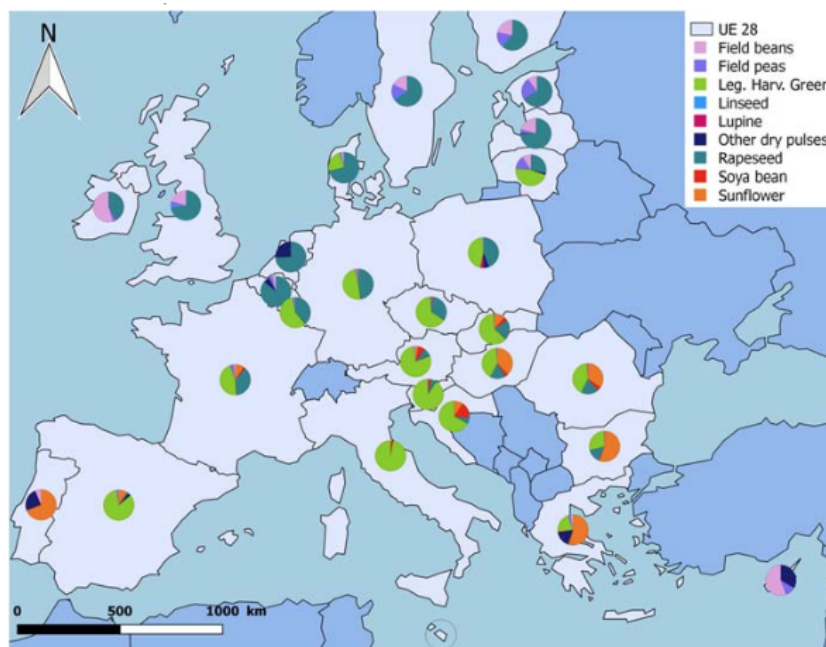 N
UE 28
Field beans
Field peas
Leg. Harv. Green
Linseed
Lupine
Other dry pulses
Rapeseed
Soya bean
Sunflower
0 500 1000 km